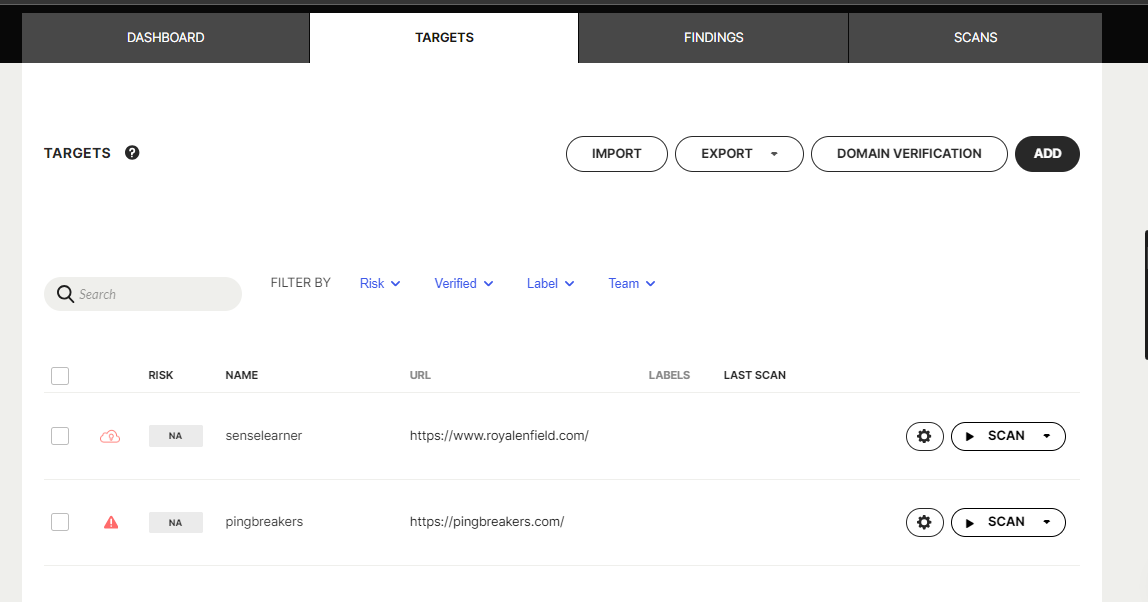 DASHBOARD TARGETS FINDINGS SCANS
TARGETS ? IMPORT EXPORT DOMAIN VERIFICATION ADD
Search FILTER BY Risk Verified Label Team
RISK NAME URL LABELS LAST SCAN
NA senselearner https://www.royalenfield.com/ SCAN
NA pingbreakers https://pingbreakers.com/ SCAN